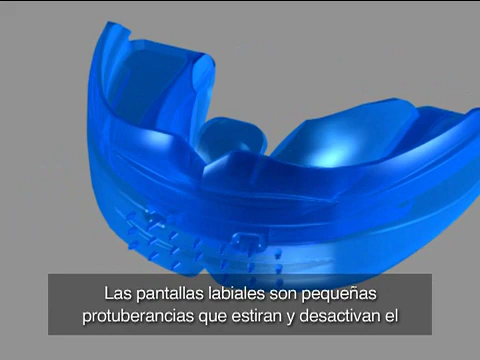 Las pantallas labiales son pequeñas
protuberancias que estiran y desactivan el